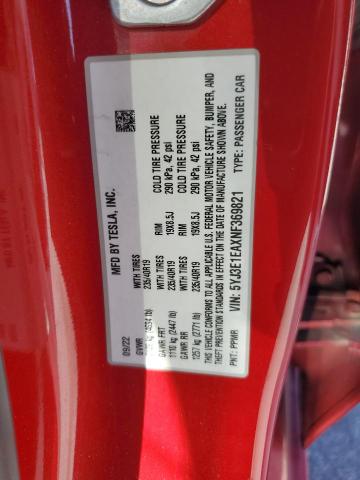 MFD BY TESLA, INC.
09/22
GVWR
kg (4634 lb)
GAWR FRT
1110 kg (2447 lb)
WITH TIRES
235/40R19
RIM
19X8.5J
COLD TIRE PRESSURE
290 kPa, 42 psi
GAWR RR
1257 kg (2771 lb)
WITH TIRES
235/40R19
RIM
19X8.5J
COLD TIRE PRESSURE
290 kPa, 42 psi
THIS VEHICLE CONFORMS TO ALL APPLICABLE U.S. FEDERAL MOTOR VEHICLE SAFETY, BUMPER, AND
THEFT PREVENTION STANDARDS IN EFFECT ON THE DATE OF MANUFACTURE SHOWN ABOVE.
PNT: PPMR VIN: 5YJ3E1EAXNF369821 TYPE: PASSENGER CAR